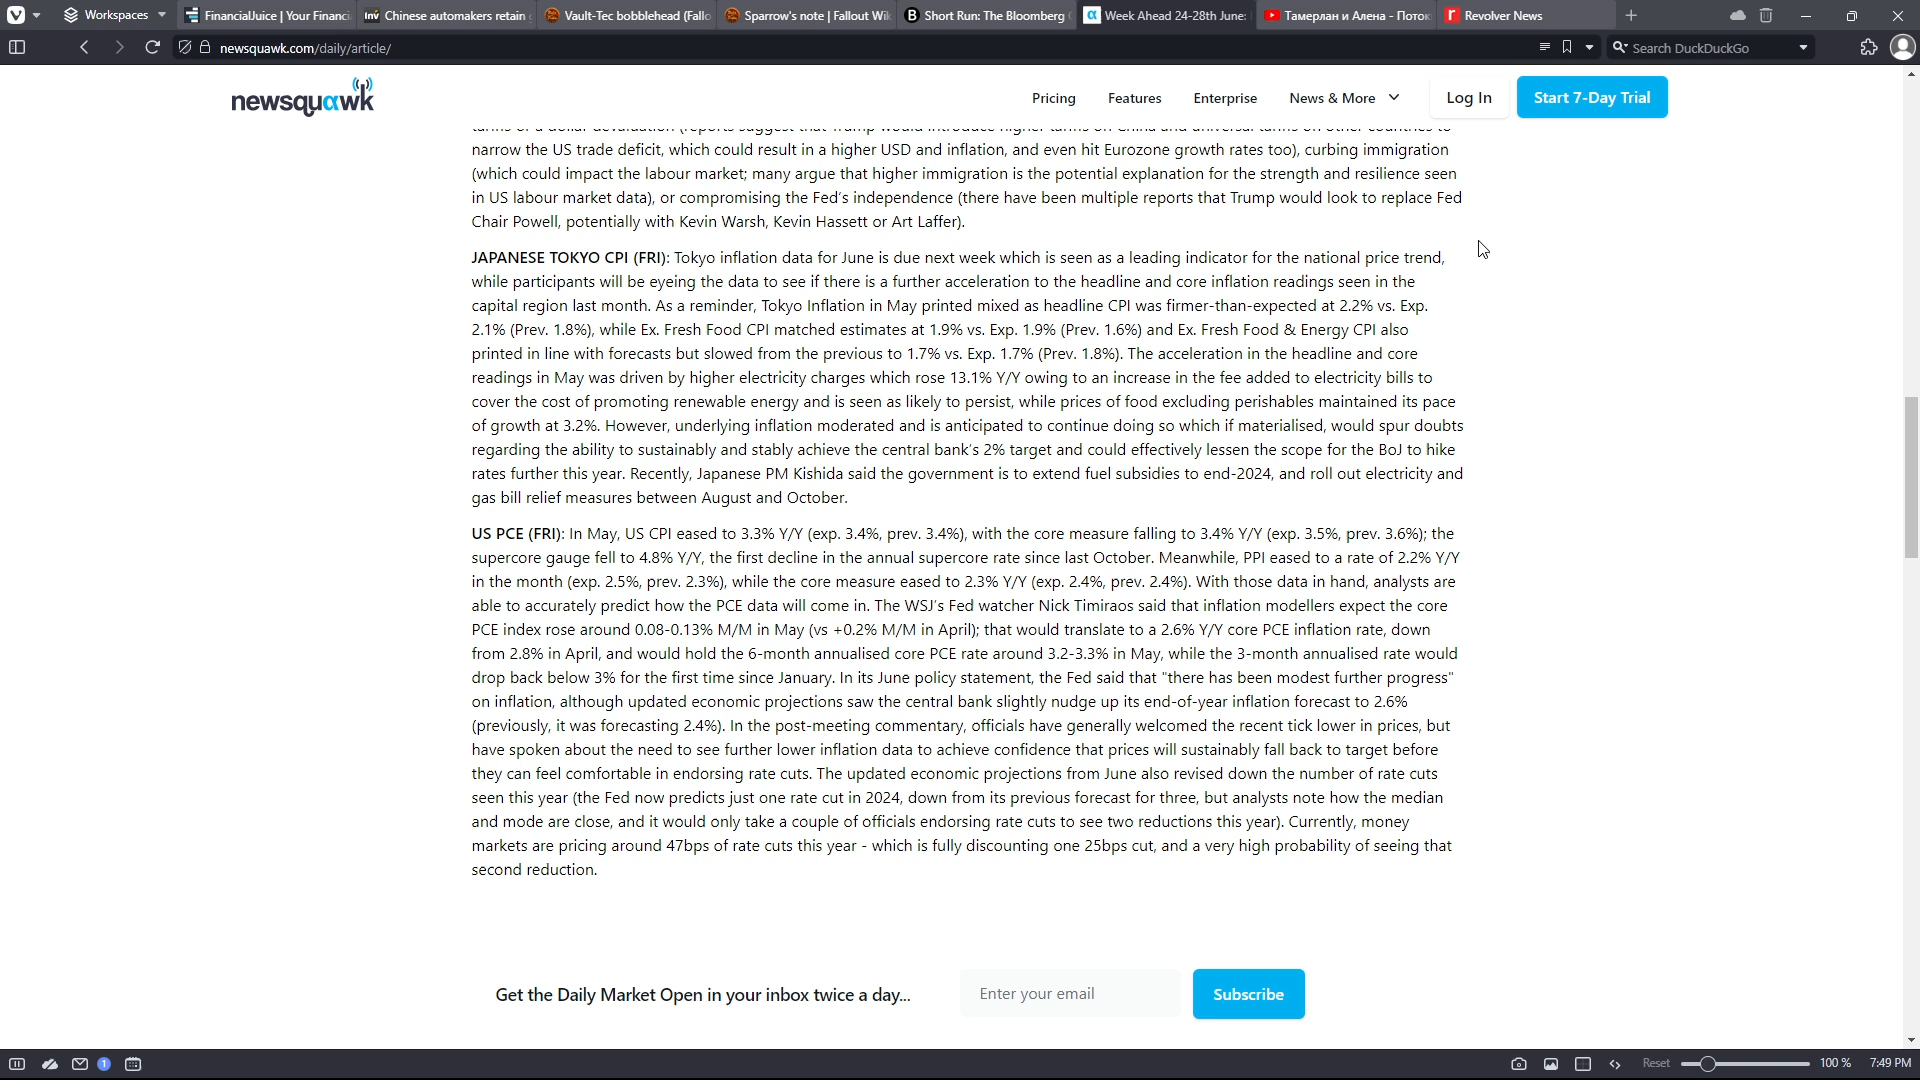 Workspaces
FinancialJuice | Your Financi
Chinese automakers retain
Vault-Tec bobblehead (Fallo
Sparrow's note | Fallout Wik
Short Run: The Bloomberg
Week Ahead 24-28th June:
Тамерлан и Алена - Поток
Revolver News
newsquawk.com/daily/article/
Search DuckDuckGo
newsquawk
Pricing
Features
Enterprise
News & More
Log In
Start 7-Day Trial
narrow the US trade deficit, which could result in a higher USD and inflation, and even hit Eurozone growth rates too), curbing immigration
(which could impact the labour market; many argue that higher immigration is the potential explanation for the strength and resilience seen
in US labour market data), or compromising the Fed's independence (there have been multiple reports that Trump would look to replace Fed
Chair Powell, potentially with Kevin Warsh, Kevin Hassett or Art Laffer).
JAPANESE TOKYO CPI (FRI): Tokyo inflation data for June is due next week which is seen as a leading indicator for the national price trend,
while participants will be eyeing the data to see if there is a further acceleration to the headline and core inflation readings seen in the
capital region last month. As a reminder, Tokyo Inflation in May printed mixed as headline CPI was firmer-than-expected at 2.2% vs. Exp.
2.1% (Prev. 1.8%), while Ex. Fresh Food CPI matched estimates at 1.9% vs. Exp. 1.9% (Prev. 1.6%) and Ex. Fresh Food & Energy CPI also
printed in line with forecasts but slowed from the previous to 1.7% vs. Exp. 1.7% (Prev. 1.8%). The acceleration in the headline and core
readings in May was driven by higher electricity charges which rose 13.1% Y/Y owing to an increase in the fee added to electricity bills to
cover the cost of promoting renewable energy and is seen as likely to persist, while prices of food excluding perishables maintained its pace
of growth at 3.2%. However, underlying inflation moderated and is anticipated to continue doing so which if materialised, would spur doubts
regarding the ability to sustainably and stably achieve the central bank's 2% target and could effectively lessen the scope for the BoJ to hike
rates further this year. Recently, Japanese PM Kishida said the government is to extend fuel subsidies to end-2024, and roll out electricity and
gas bill relief measures between August and October.
US PCE (FRI): In May, US CPI eased to 3.3% Y/Y (exp. 3.4%, prev. 3.4%), with the core measure falling to 3.4% Y/Y (exp. 3.5%, prev. 3.6%); the
supercore gauge fell to 4.8% Y/Y, the first decline in the annual supercore rate since last October. Meanwhile, PPI eased to a rate of 2.2% Y/Y
in the month (exp. 2.5%, prev. 2.3%), while the core measure eased to 2.3% Y/Y (exp. 2.4%, prev. 2.4%). With those data in hand, analysts are
able to accurately predict how the PCE data will come in. The WSJ's Fed watcher Nick Timiraos said that inflation modellers expect the core
PCE index rose around 0.08-0.13% M/M in May (vs +0.2% M/M in April); that would translate to a 2.6% Y/Y core PCE inflation rate, down
from 2.8% in April, and would hold the 6-month annualised core PCE rate around 3.2-3.3% in May, while the 3-month annualised rate would
drop back below 3% for the first time since January. In its June policy statement, the Fed said that "there has been modest further progress"
on inflation, although updated economic projections saw the central bank slightly nudge up its end-of-year inflation forecast to 2.6%
(previously, it was forecasting 2.4%). In the post-meeting commentary, officials have generally welcomed the recent tick lower in prices, but
have spoken about the need to see further lower inflation data to achieve confidence that prices will sustainably fall back to target before
they can feel comfortable in endorsing rate cuts. The updated economic projections from June also revised down the number of rate cuts
seen this year (the Fed now predicts just one rate cut in 2024, down from its previous forecast for three, but analysts note how the median
and mode are close, and it would only take a couple of officials endorsing rate cuts to see two reductions this year). Currently, money
markets are pricing around 47bps of rate cuts this year - which is fully discounting one 25bps cut, and a very high probability of seeing that
second reduction.
Get the Daily Market Open in your inbox twice a day...
Enter your email
Subscribe
1
Reset
100 %
7:49 PM